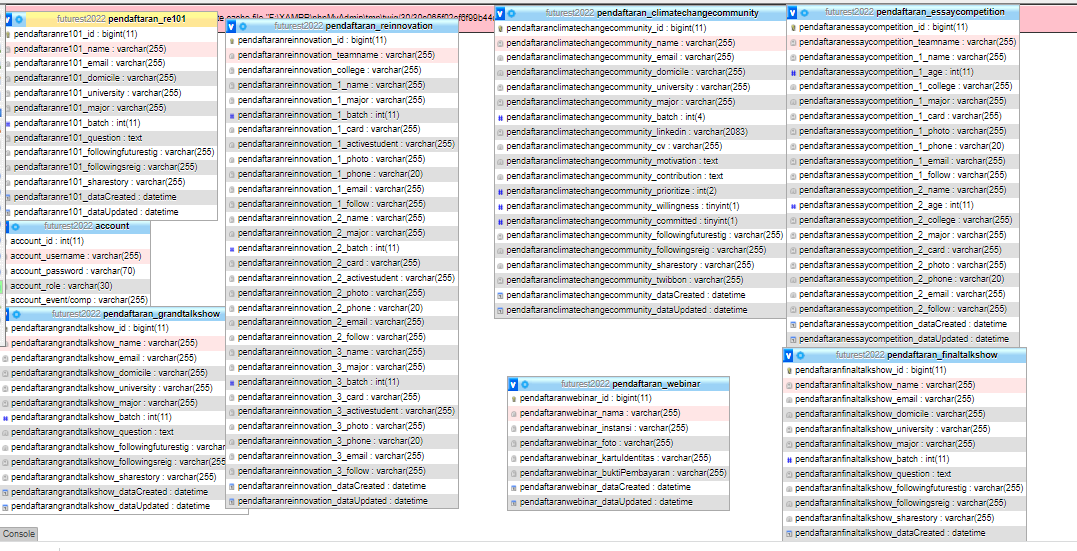 futurest2022 pendaftaran_re101
pendaftaranre101_id : bigint(11)
pendaftaranre101_name : varchar(255)
pendaftaranre101_email : varchar(255)
pendaftaranre101_domicile : varchar(255)
pendaftaranre101_university : varchar(255)
pendaftaranre101_major : varchar(255)
pendaftaranre101_batch : int(11)
pendaftaranre101_question : text
pendaftaranre101_followingfuturestig : varchar(255)
pendaftaranre101_followingsreig : varchar(255)
pendaftaranre101_sharestory : varchar(255)
pendaftaranre101_dataCreated : datetime
pendaftaranre101_dataUpdated : datetime
futurest2022 account
account_id : int(11)
account_username : varchar(255)
account_password : varchar(70)
account_role : varchar(30)
account_event/comp : varchar(255)
futurest2022 pendaftaran_grandtalkshow
pendaftarangrandtalkshow_id : bigint(11)
pendaftarangrandtalkshow_name : varchar(255)
pendaftarangrandtalkshow_email : varchar(255)
pendaftarangrandtalkshow_domicile : varchar(255)
pendaftarangrandtalkshow_university : varchar(255)
pendaftarangrandtalkshow_major : varchar(255)
pendaftarangrandtalkshow_batch : int(11)
pendaftarangrandtalkshow_question : text
pendaftarangrandtalkshow_followingfuturestig : varchar
pendaftarangrandtalkshow_followingsreig : varchar(255
pendaftarangrandtalkshow_sharestory : varchar(255)
pendaftarangrandtalkshow_dataCreated : datetime
pendaftarangrandtalkshow_dataUpdated : datetime
Console
futurest2022 pendaftaran_reinnovation
pendaftaranreinnovation_id : bigint(11)
pendaftaranreinnovation_teamname : varchar(255)
pendaftaranreinnovation_college : varchar(255)
pendaftaranreinnovation_1_name : varchar(255)
pendaftaranreinnovation_1_major : varchar(255)
pendaftaranreinnovation_1_batch : int(11)
pendaftaranreinnovation_1_card : varchar(255)
pendaftaranreinnovation_1_activestudent : varchar(255)
pendaftaranreinnovation_1_photo : varchar(255)
pendaftaranreinnovation_1_phone : varchar(20)
pendaftaranreinnovation_1_email : varchar(255)
pendaftaranreinnovation_1_follow : varchar(255)
pendaftaranreinnovation_2_name : varchar(255)
pendaftaranreinnovation_2_major : varchar(255)
pendaftaranreinnovation_2_batch : int(11)
pendaftaranreinnovation_2_card : varchar(255)
pendaftaranreinnovation_2_activestudent : varchar(255)
pendaftaranreinnovation_2_photo : varchar(255)
pendaftaranreinnovation_2_phone : varchar(20)
pendaftaranreinnovation_2_email : varchar(255)
pendaftaranreinnovation_2_follow : varchar(255)
pendaftaranreinnovation_3_name : varchar(255)
pendaftaranreinnovation_3_major : varchar(255)
pendaftaranreinnovation_3_batch : int(11)
pendaftaranreinnovation_3_card : varchar(255)
pendaftaranreinnovation_3_activestudent : varchar(255)
pendaftaranreinnovation_3_photo : varchar(255)
pendaftaranreinnovation_3_phone : varchar(20)
pendaftaranreinnovation_3_email : varchar(255)
pendaftaranreinnovation_3_follow : varchar(255)
pendaftaranreinnovation_dataCreated : datetime
pendaftaranreinnovation_dataUpdated : datetime
futurest2022 pendaftaran_climatechangecommunity
pendaftaranclimatechangecommunity_id : bigint(11)
pendaftaranclimatechangecommunity_name : varchar(255)
pendaftaranclimatechangecommunity_email : varchar(255)
pendaftaranclimatechangecommunity_domicile : varchar(255)
pendaftaranclimatechangecommunity_university : varchar(255)
pendaftaranclimatechangecommunity_major : varchar(255)
pendaftaranclimatechangecommunity_batch : int(4)
pendaftaranclimatechangecommunity_linkedin : varchar(2083)
pendaftaranclimatechangecommunity_cv : varchar(255)
pendaftaranclimatechangecommunity_motivation : text
pendaftaranclimatechangecommunity_contribution : text
pendaftaranclimatechangecommunity_prioritize : int(2)
pendaftaranclimatechangecommunity_willingness : tinyint(1)
pendaftaranclimatechangecommunity_committed : tinyint(1)
pendaftaranclimatechangecommunity_followingfuturestig : varchar(255)
pendaftaranclimatechangecommunity_followingsreig : varchar(255)
pendaftaranclimatechangecommunity_sharestory : varchar(255)
pendaftaranclimatechangecommunity_twibbon : varchar(255)
pendaftaranclimatechangecommunity_dataCreated : datetime
pendaftaranclimatechangecommunity_dataUpdated : datetime
futurest2022 pendaftaran_webinar
pendaftaranwebinar_id : bigint(11)
pendaftaranwebinar_nama : varchar(255)
pendaftaranwebinar_instansi : varchar(255)
pendaftaranwebinar_foto : varchar(255)
pendaftaranwebinar_kartuIdentitas : varchar(255)
pendaftaranwebinar_buktiPembayaran : varchar(255)
pendaftaranwebinar_dataCreated : datetime
pendaftaranwebinar_dataUpdated : datetime
futurest2022 pendaftaran_essaycompetition
pendaftaranessaycompetition_id : bigint(11)
pendaftaranessaycompetition_teamname : varchar(255)
pendaftaranessaycompetition_1_name : varchar(255)
pendaftaranessaycompetition_1_age : int(11)
pendaftaranessaycompetition_1_college : varchar(255)
pendaftaranessaycompetition_1_major : varchar(255)
pendaftaranessaycompetition_1_card : varchar(255)
pendaftaranessaycompetition_1_photo : varchar(255)
pendaftaranessaycompetition_1_phone : varchar(20)
pendaftaranessaycompetition_1_email : varchar(255)
pendaftaranessaycompetition_1_follow : varchar(255)
pendaftaranessaycompetition_2_name : varchar(255)
pendaftaranessaycompetition_2_age : int(11)
pendaftaranessaycompetition_2_college : varchar(255)
pendaftaranessaycompetition_2_major : varchar(255)
pendaftaranessaycompetition_2_card : varchar(255)
pendaftaranessaycompetition_2_photo : varchar(255)
pendaftaranessaycompetition_2_phone : varchar(20)
pendaftaranessaycompetition_2_email : varchar(255)
pendaftaranessaycompetition_2_follow : varchar(255)
pendaftaranessaycompetition_dataCreated : datetime
pendaftaranessaycompetition_dataUpdated : datetime
futurest2022 pendaftaran_finaltalkshow
pendaftaranfinaltalkshow_id : bigint(11)
pendaftaranfinaltalkshow_name : varchar(255)
pendaftaranfinaltalkshow_email : varchar(255)
pendaftaranfinaltalkshow_domicile : varchar(255)
pendaftaranfinaltalkshow_university : varchar(255)
pendaftaranfinaltalkshow_major : varchar(255)
pendaftaranfinaltalkshow_batch : int(11)
pendaftaranfinaltalkshow_question : text
pendaftaranfinaltalkshow_followingfuturestig : varchar(255)
pendaftaranfinaltalkshow_followingsreig : varchar(255)
pendaftaranfinaltalkshow_sharestory : varchar(255)
pendaftaranfinaltalkshow_dataCreated : datetime